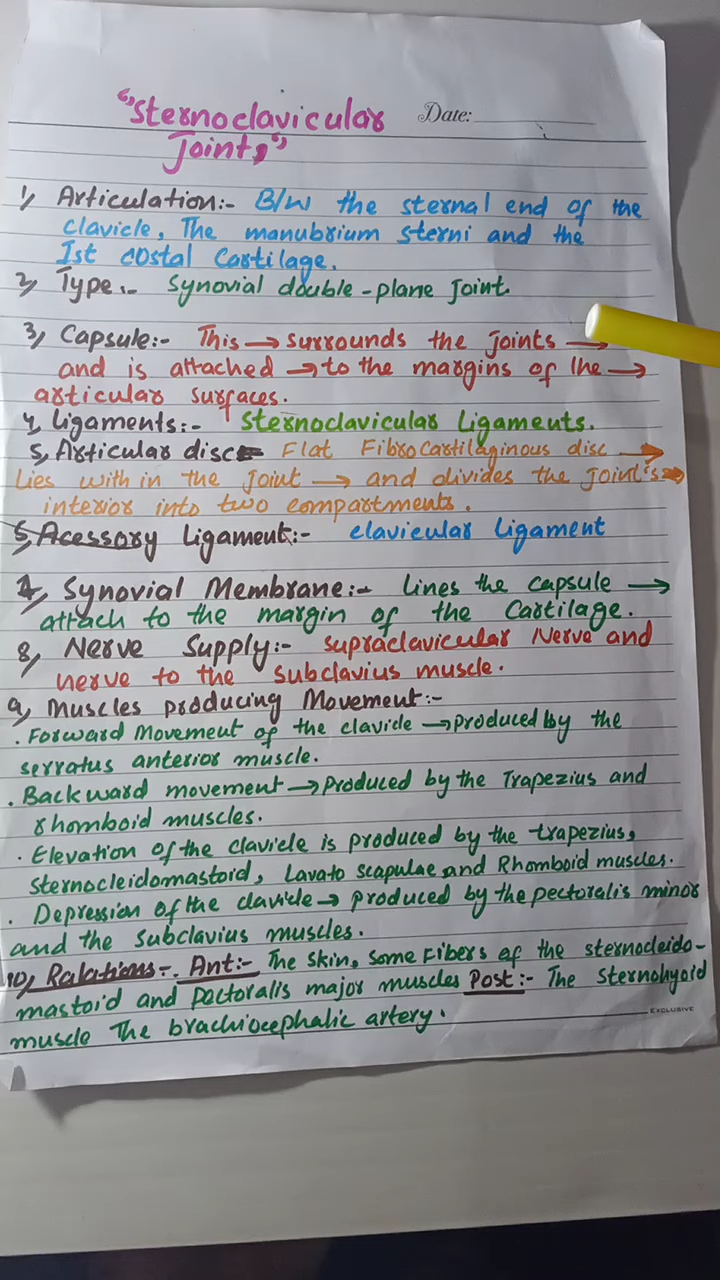 "Sternoclavicular Date:
Joint,"
1) Articulation:- B/w the sternal end of the
clavicle, The manubrium sterni and the
Ist costal Cartilage.
2) Type:- Synovial double-plane Joint.
3) Capsule:- This → surrounds the joints →
and is attached → to the margins of the →
articular surfaces.
4) Ligaments:- Sternoclavicular Ligaments.
5) Articular disc:- Flat Fibro Cartilaginous disc →
Lies with in the Joint → and divides the Joint's →
interior into two compartments.
5) Acessory Ligament:- clavicular Ligament
7) Synovial Membrane:- lines the capsule →
attach to the margin of the Cartilage.
8) Nerve Supply:- supraclavicular Nerve and
nerve to the subclavius muscle.
9) Muscles producing Movement:-
. Forward Movement of the clavicle → produced by the
serratus anterior muscle.
. Backward movement → Produced by the Trapezius and
rhomboid muscles.
. Elevation of the clavicle is produced by the trapezius,
Sternocleidomastoid, Lavato scapulae and Rhomboid muscles.
. Depression of the clavicle → produced by the pectoralis minor
and the subclavius muscles.
10) Ralations-. Ant:- The skin, some Fibers of the sternocleido-
mastoid and Pectoralis major muscles Post:- The Sternohyoid
muscle The brachiocephalic artery.
EXCLUSIVE